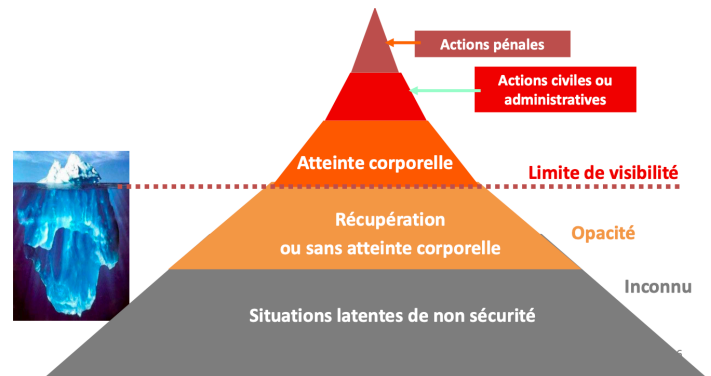 Actions pénales
Actions civiles ou
administratives
Atteinte corporelle
Limite de visibilité
Récupération
ou sans atteinte corporelle
Opacité
Inconnu
Situations latentes de non sécurité